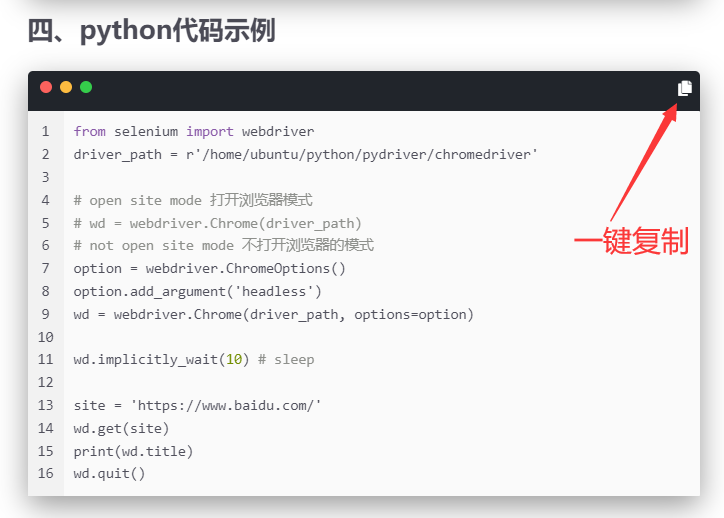 四、python代码示例
1 from selenium import webdriver
2 driver_path = r'/home/ubuntu/python/pydriver/chromedriver'
3
4 # open site mode 打开浏览器模式
5 # wd = webdriver.Chrome(driver_path)
6 # not open site mode 不打开浏览器的模式
一键复制
7 option = webdriver.ChromeOptions()
8 option.add_argument('headless')
9 wd = webdriver.Chrome(driver_path, options=option)
10
11 wd.implicitly_wait(10) # sleep
12
13 site = 'https://www.baidu.com/'
14 wd.get(site)
15 print(wd.title)
16 wd.quit()